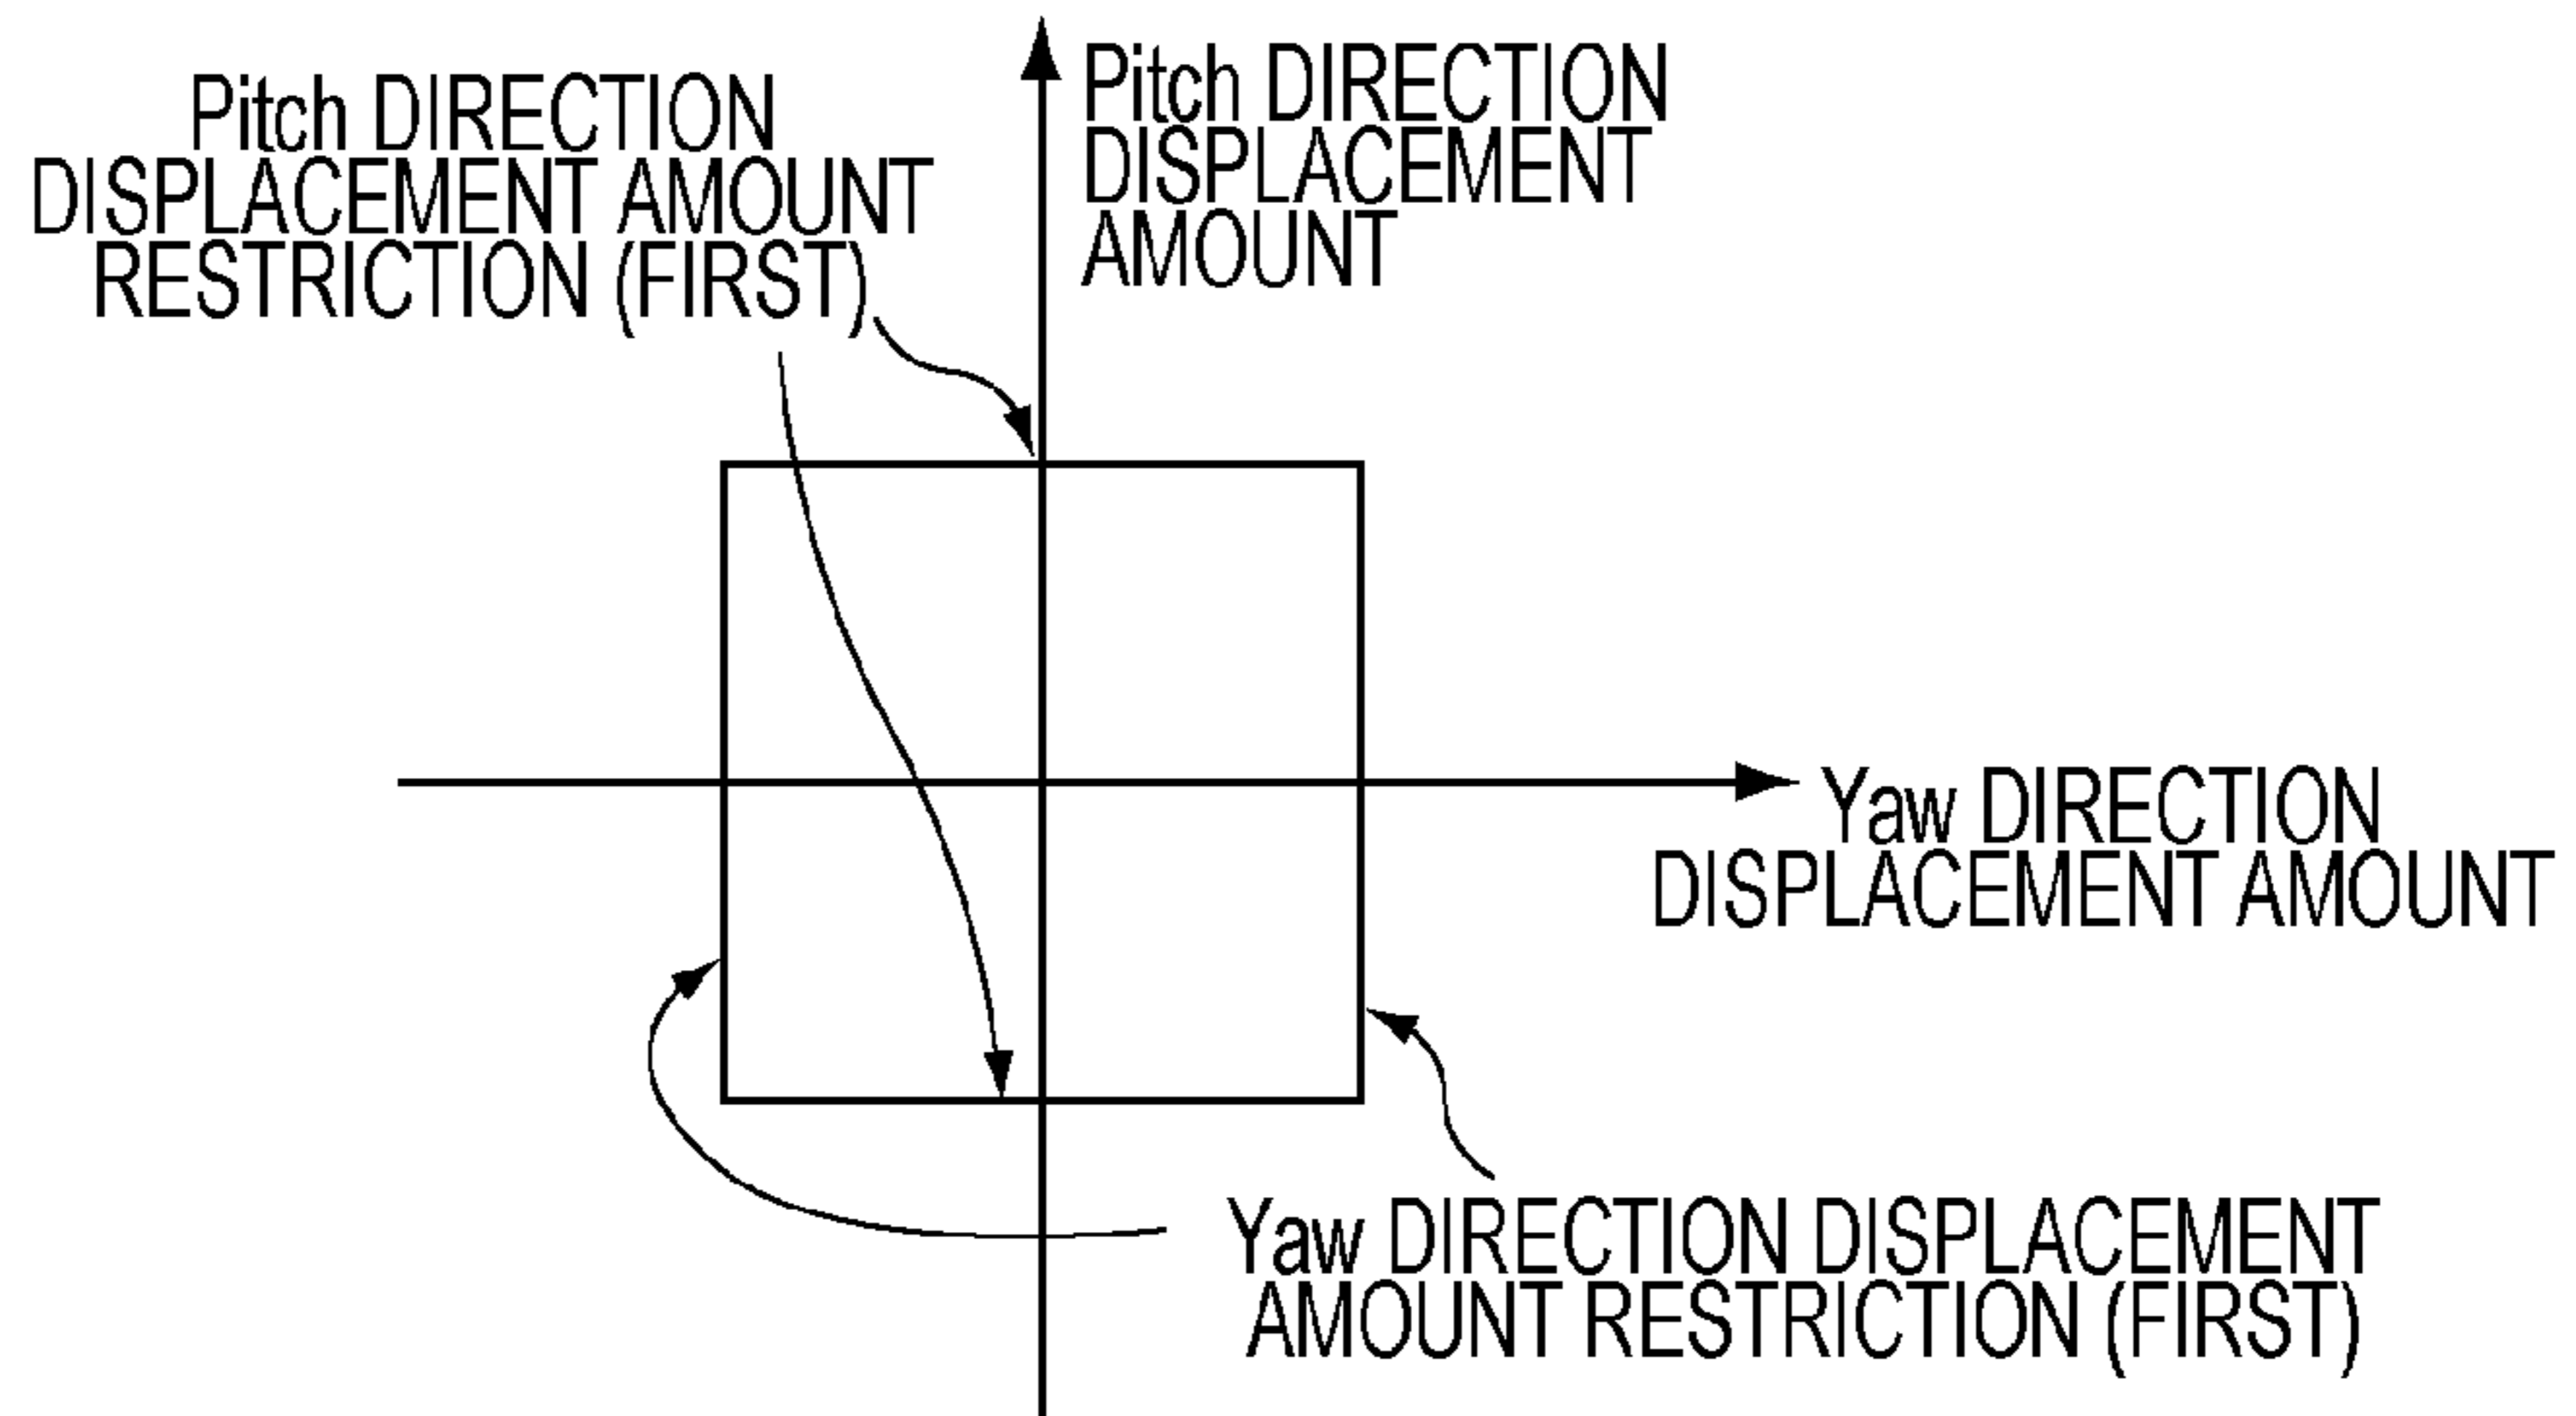 Pitch DIRECTION
DISPLACEMENT AMOUNT
RESTRICTION (FIRST)
Pitch DIRECTION
DISPLACEMENT
AMOUNT
Yaw DIRECTION
DISPLACEMENT AMOUNT
Yaw DIRECTION DISPLACEMENT
AMOUNT RESTRICTION (FIRST)